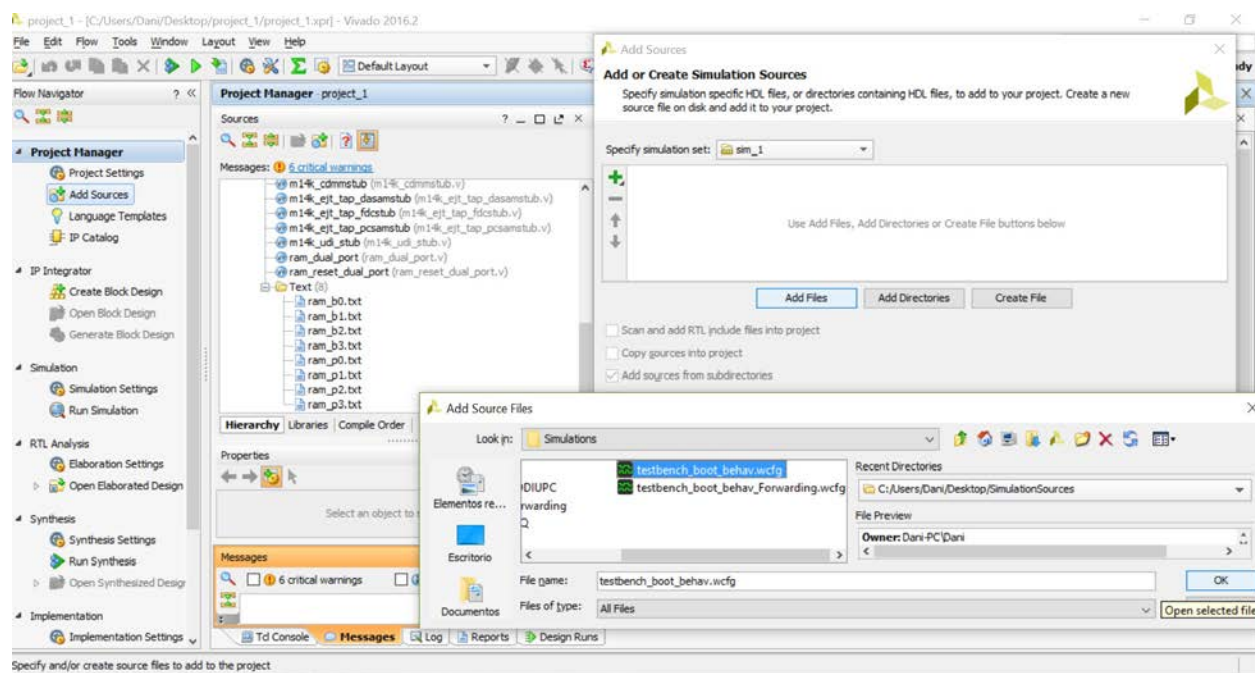 project_1 - [C:/Users/Dani/Desktop/project_1/project_1.xpr] - Vivado 2016.2
File Edit Flow Tools Window Layout View Help
Default Layout
Flow Navigator
Project Manager
Project Settings
Add Sources
Language Templates
IP Catalog
IP Integrator
Create Block Design
Open Block Design
Generate Block Design
Simulation
Simulation Settings
Run Simulation
RTL Analysis
Elaboration Settings
Open Elaborated Design
Synthesis
Synthesis Settings
Run Synthesis
Open Synthesized Desigr
Implementation
Implementation Settings
Project Manager - project_1
Sources
Messages: 6 critical warnings
m14k_cdmmstub (m14k_cdmmstub.v)
m14k_ejt_tap_dasamstub (m14k_ejt_tap_dasamstub.v)
m14k_ejt_tap_fdcstub (m14k_ejt_tap_fdcstub.v)
m14k_ejt_tap_pcsamstub (m14k_ejt_tap_pcsamstub.v)
m14k_udi_stub (m14k_udi_stub.v)
ram_dual_port (ram_dual_port.v)
ram_reset_dual_port (ram_reset_dual_port.v)
Text (8)
ram_b0.txt
ram_b1.txt
ram_b2.txt
ram_b3.txt
ram_p0.txt
ram_p1.txt
ram_p2.txt
ram_p3.txt
Hierarchy Libraries Compile Order
Properties
Select an object to
Messages
6 critical warnings
Tcl Console Messages Log Reports Design Runs
Specify and/or create source files to add to the project
Add Sources
Add or Create Simulation Sources
Specify simulation specific HDL files, or directories containing HDL files, to add to your project. Create a new
source file on disk and add it to your project.
Specify simulation set: sim_1
Use Add Files, Add Directories or Create File buttons below
Add Files Add Directories Create File
Scan and add RTL include files into project
Copy sources into project
Add sources from subdirectories
Add Source Files
Look in: Simulations
Elementos re...
Escritorio
Documentos
DIUPC
rwarding
testbench_boot_behav.wcfg
testbench_boot_behav_Forwarding.wcfg
Recent Directories
C:/Users/Dani/Desktop/SimulationSources
File Preview
Owner: Dani-PC\Dani
File name: testbench_boot_behav.wcfg
OK
Files of type: All Files
Open selected file